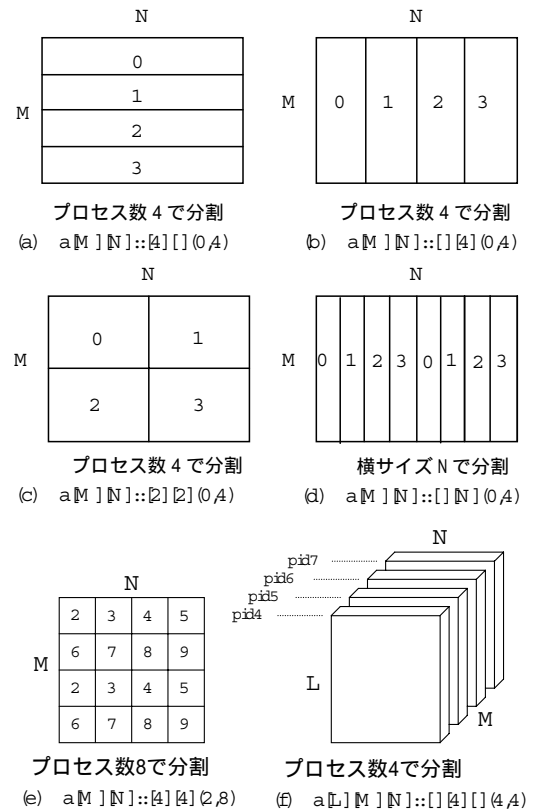 N
M
0
1
2
3
プロセス数 4 で分割
(a) a[M][N]::[4][](0,4)
N
M
0 1 2 3
プロセス数 4 で分割
(b) a[M][N]::[][4](0,4)
N
M
0 1
2 3
プロセス数 4 で分割
(c) a[M][N]::[2][2](0,4)
N
M
0 1 2 3 0 1 2 3
横サイズ N で分割
(d) a[M][N]::[][N](0,4)
N
M
2 3 4 5
6 7 8 9
2 3 4 5
6 7 8 9
プロセス数8で分割
(e) a[M][N]::[4][4](2,8)
N
pid7
pid6
pid5
pid4
L
M
プロセス数4で分割
(f) a[L][M][N]::[][4][](4,4)